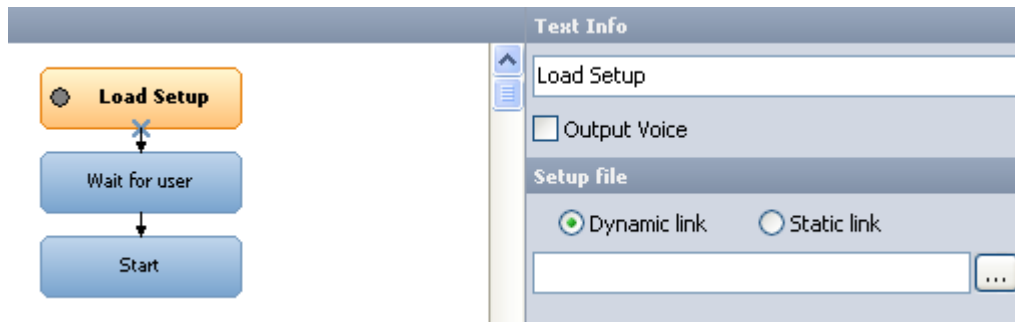 Load Setup
Wait for user
Start
Text Info
Load Setup
Output Voice
Setup file
Dynamic link Static link
...